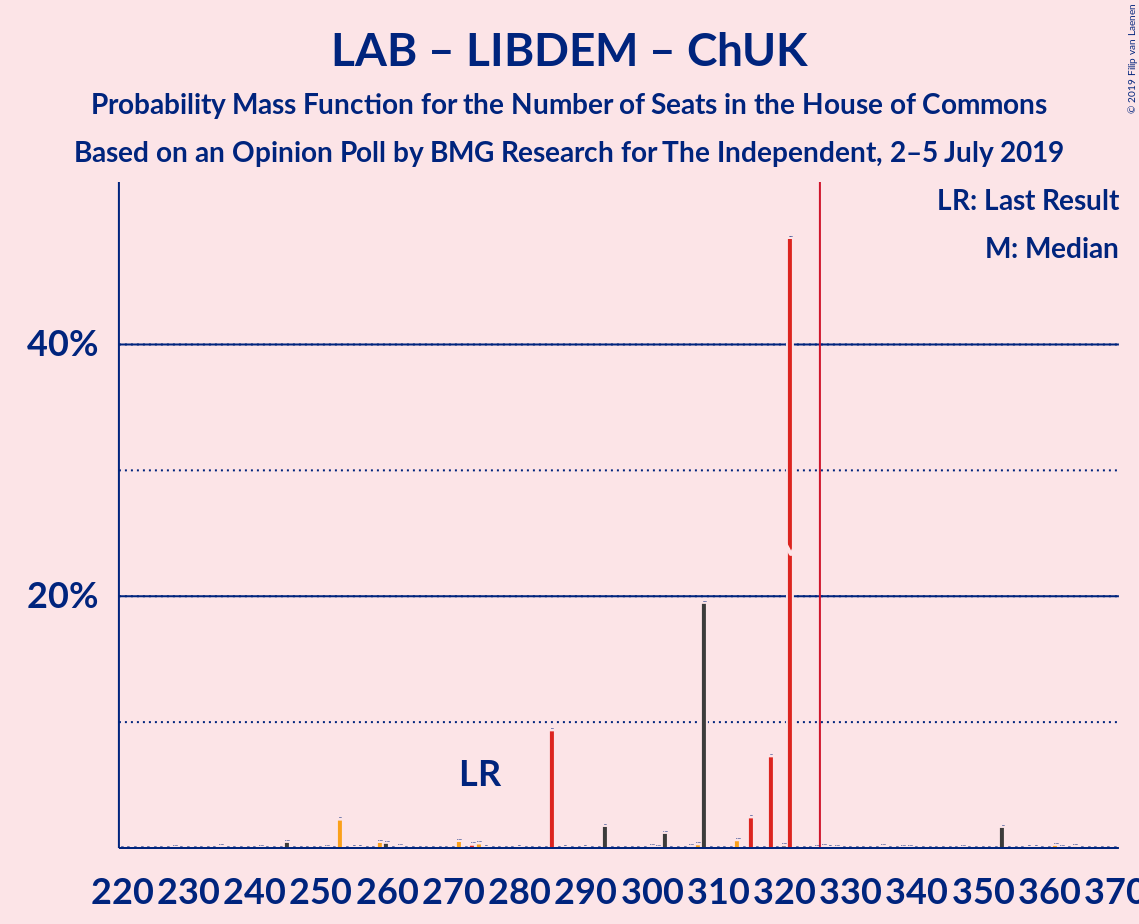 LAB – LIBDEM – ChUK
Probability Mass Function for the Number of Seats in the House of Commons
Based on an Opinion Poll by BMG Research for The Independent, 2–5 July 2019
© 2019 Filip van Laenen
LR: Last Result
M: Median
40%
20%
LR
220 230 240 250 260 270 280 290 300 310 320 330 340 350 360 370